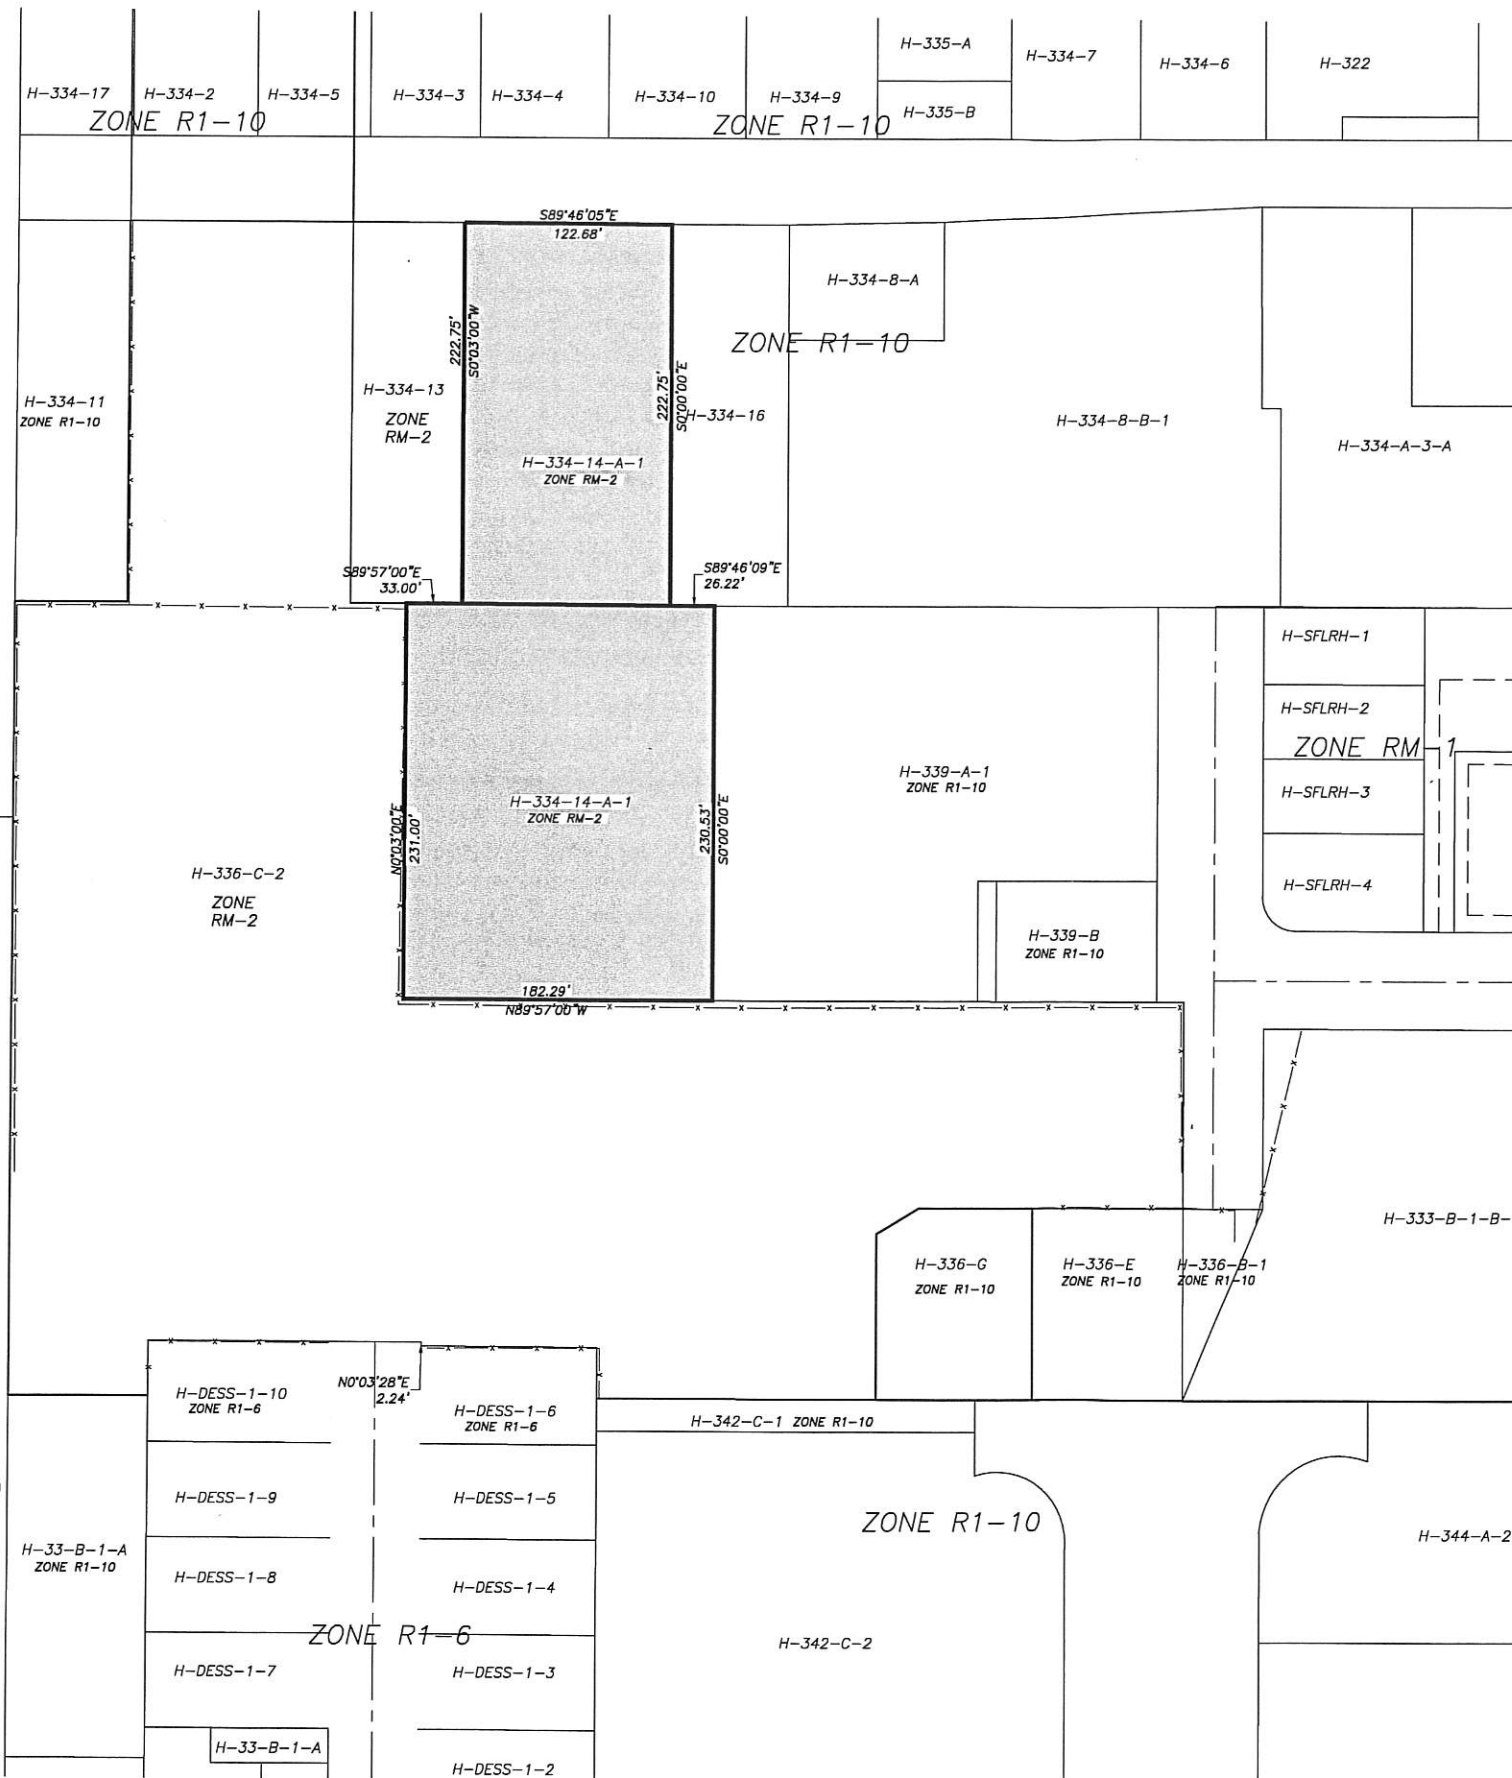 H-335-A
H-334-7
H-334-6
H-322
H-334-17
H-334-2
H-334-5
H-334-3
H-334-4
H-334-10
H-334-9
H-335-B
ZONE R1-10
ZONE R1-10
S89°46'05"E
122.68'
H-334-8-A
222.75'
S0°03'00"W
ZONE R1-10
H-334-11
ZONE R1-10
H-334-13
ZONE
RM-2
222.75'
S0°00'00"E
H-334-16
H-334-8-B-1
H-334-A-3-A
H-334-14-A-1
ZONE RM-2
S89°57'00"E
33.00'
S89°46'09"E
26.22'
H-SFLRH-1
H-SFLRH-2
ZONE RM-1
H-339-A-1
ZONE R1-10
H-SFLRH-3
H-334-14-A-1
ZONE RM-2
N0°03'00"E
231.00'
230.53'
S0°00'00"E
H-336-C-2
ZONE
RM-2
H-SFLRH-4
H-339-B
ZONE R1-10
182.29'
N89°57'00"W
H-333-B-1-B-
H-336-G
ZONE R1-10
H-336-E
ZONE R1-10
H-336-B-1
ZONE R1-10
N0°03'28"E
2.24'
H-DESS-1-10
ZONE R1-6
H-DESS-1-6
ZONE R1-6
H-342-C-1 ZONE R1-10
H-DESS-1-9
H-DESS-1-5
ZONE R1-10
H-344-A-2
H-33-B-1-A
ZONE R1-10
H-DESS-1-8
H-DESS-1-4
ZONE R1-6
H-342-C-2
H-DESS-1-7
H-DESS-1-3
H-33-B-1-A
H-DESS-1-2